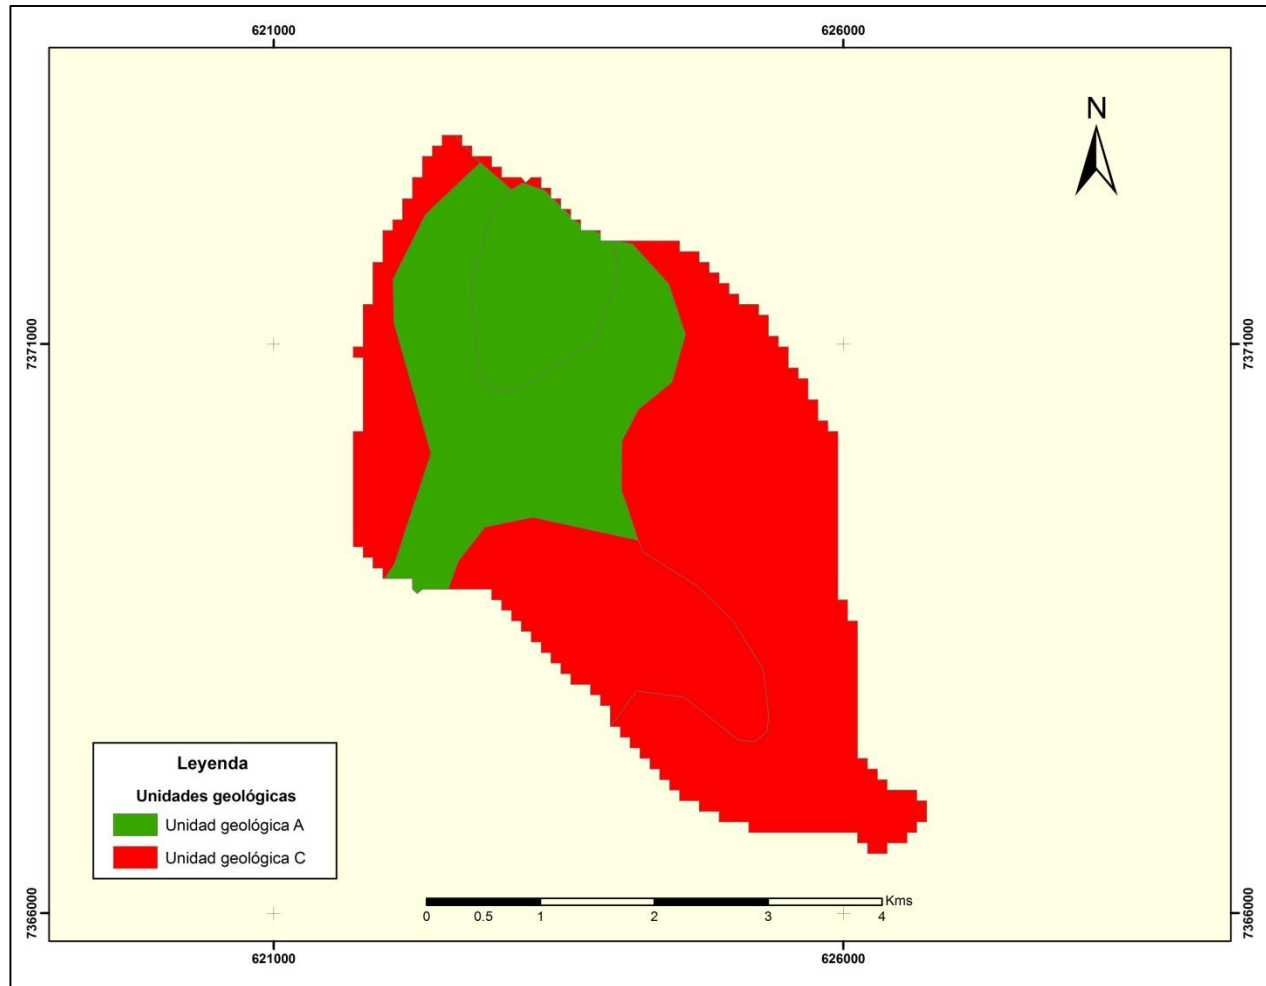 621000 626000
N
7371000 7371000
Leyenda
Unidades geológicas
Unidad geológica A
Unidad geológica C
Kms
0 0.5 1 2 3 4
7366000 7366000
621000 626000